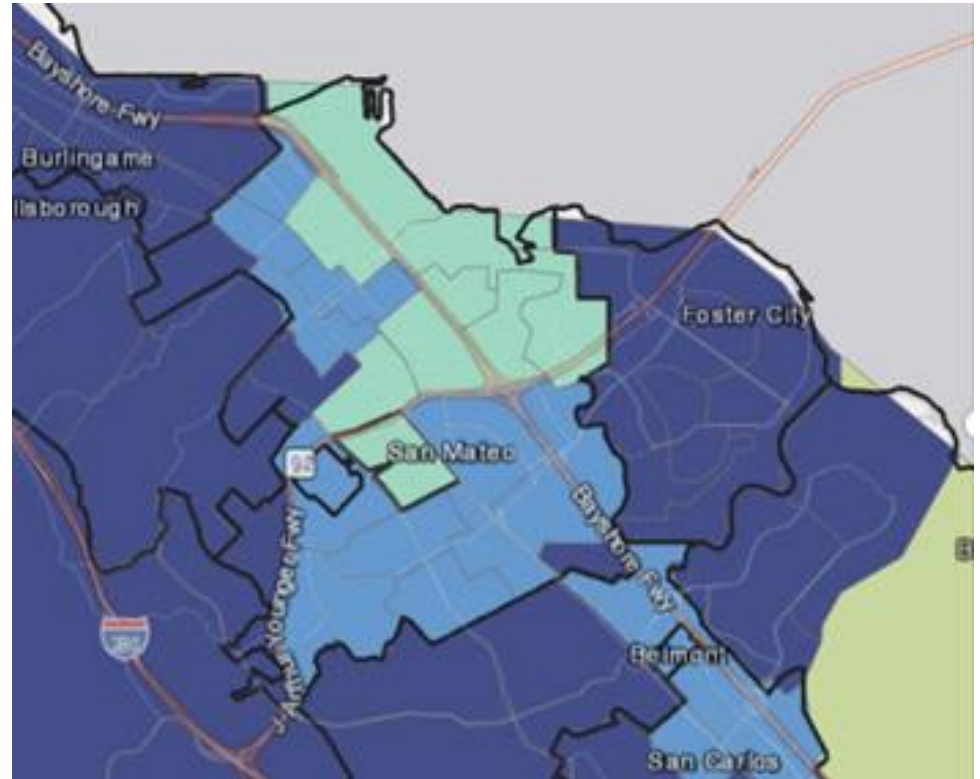 Bayshore Fwy
Burlingame
llsborough
Foster City
San Mateo
92
Bayshore Fwy
B
J Arthur Younger Fwy
280
Belmont
San Carlos